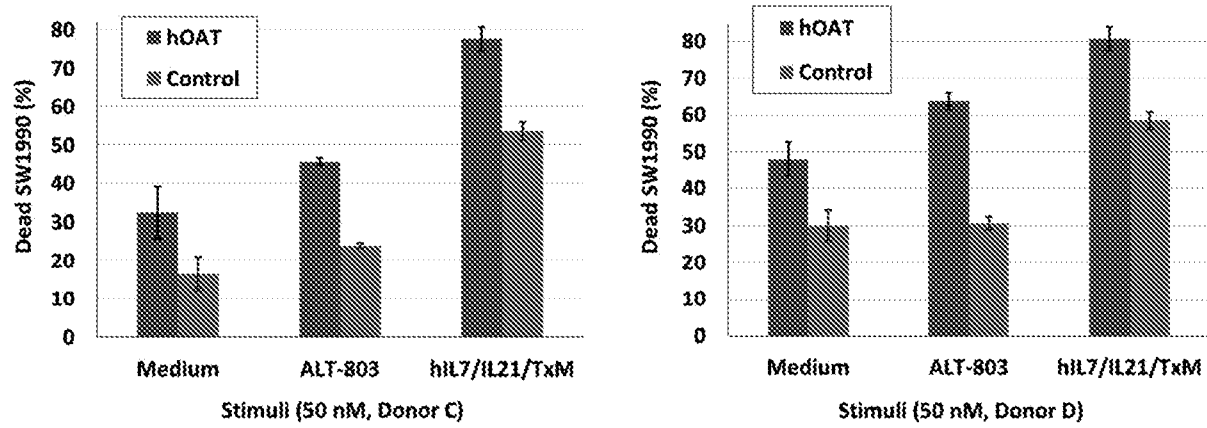 Dead SW1990 (%)
80
70
60
50
40
30
20
10
0
hOAT
Control
Medium
ALT-803
hIL7/IL21/TxM
Stimuli (50 nM, Donor C)
Dead SW1990 (%)
80
70
60
50
40
30
20
10
0
hOAT
Control
Medium
ALT-803
hIL7/IL21/TxM
Stimuli (50 nM, Donor D)